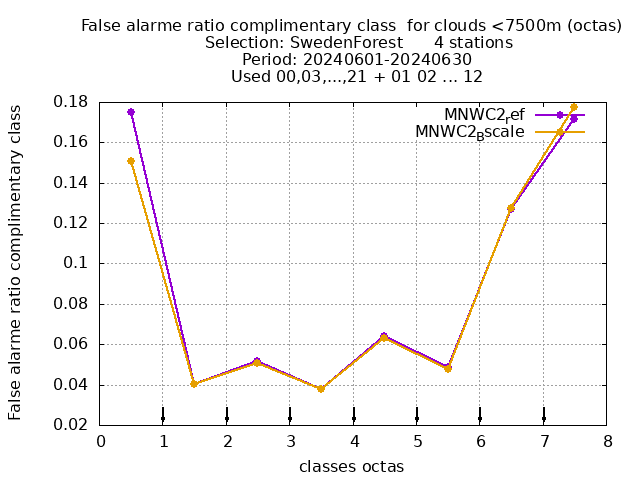 False alarme ratio complimentary class  for clouds <7500m (octas)
Selection: SwedenForest      4 stations
Period: 20240601-20240630
Used 00,03,...,21 + 01 02 ... 12
MNWC2ref
MNWC2Bscale
False alarme ratio complimentary class
0.18
0.16
0.14
0.12
0.1
0.08
0.06
0.04
0.02
0 1 2 3 4 5 6 7 8
classes octas